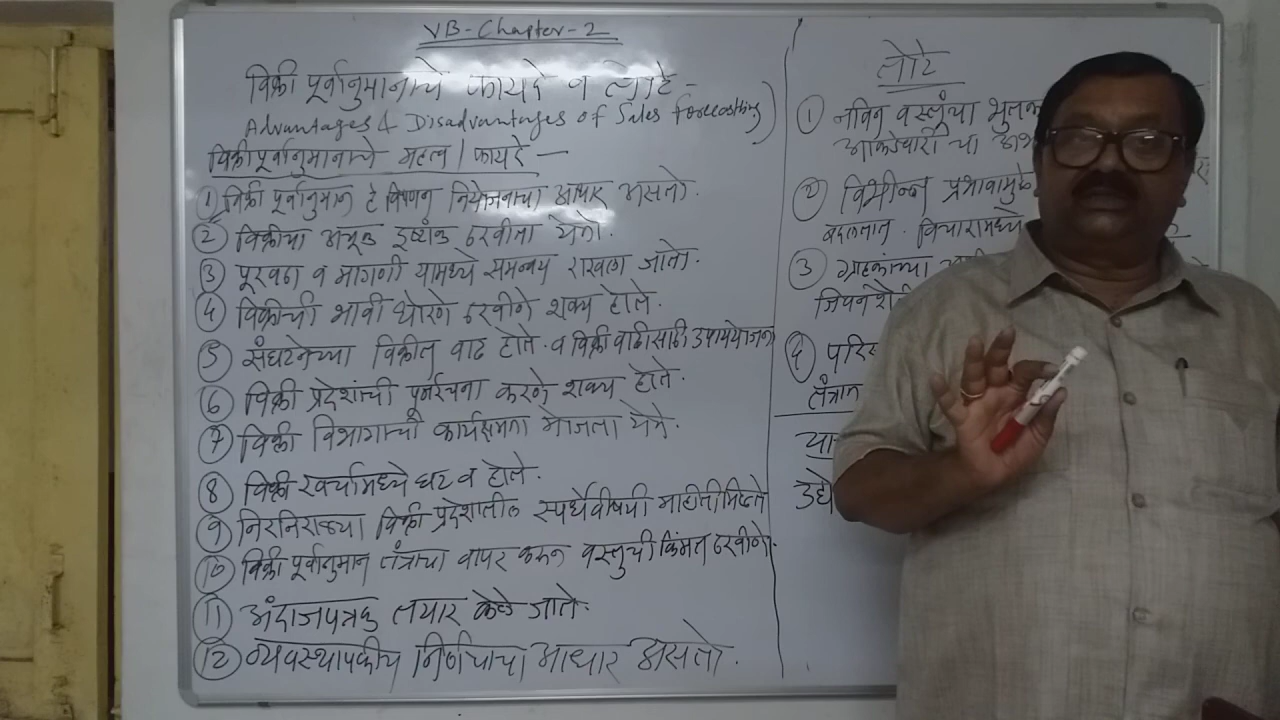 VB-Chapter-2
विक्री पूर्वानुमानाचे फायदे व तोटे -
Advantages & Disadvantages of Sales Forecasting)
विक्री पूर्वानुमानाचे महत्व / फायदे -
① विक्री पूर्वानुमान हे विपणन नियोजनाचा आधार असतो.
② विक्रीचा अचूक इष्टांक ठरवीता येतो.
③ पूरवठा व मागणी यामध्ये समन्वय राखला जातो.
④ विक्रीची भावी धोरणे ठरवीणे शक्य होते.
⑤ संघटनेच्या विक्रीत वाढ होते. व विक्री वाढीसाठी उपाययोजना
⑥ विक्री प्रदेशांची पूनर्रचना करणे शक्य होते.
⑦ विक्री विभागाची कार्यक्षमता मोजता येते.
⑧ विक्री खर्चामध्ये घट व होते.
⑨ निरनिराळ्या विक्री प्रदेशातील स्पर्धेवीषयी माहीती मिळते
⑩ विक्री पूर्वानुमान तंत्राचा वापर करून वस्तुची किंमत ठरवीणे.
⑪ अंदाजपत्रक तयार केले जाते.
⑫ व्यवस्थापकीय निर्णयाचा आधार असतो.
तोटे
① नविन वस्तूंचा
आकडेवारी चा
② विभीन्न प्रभावामुळे
बदलतात. विचारामध्ये
③ ग्राहकांच्या
जिवनशैली
④
तंत्रात